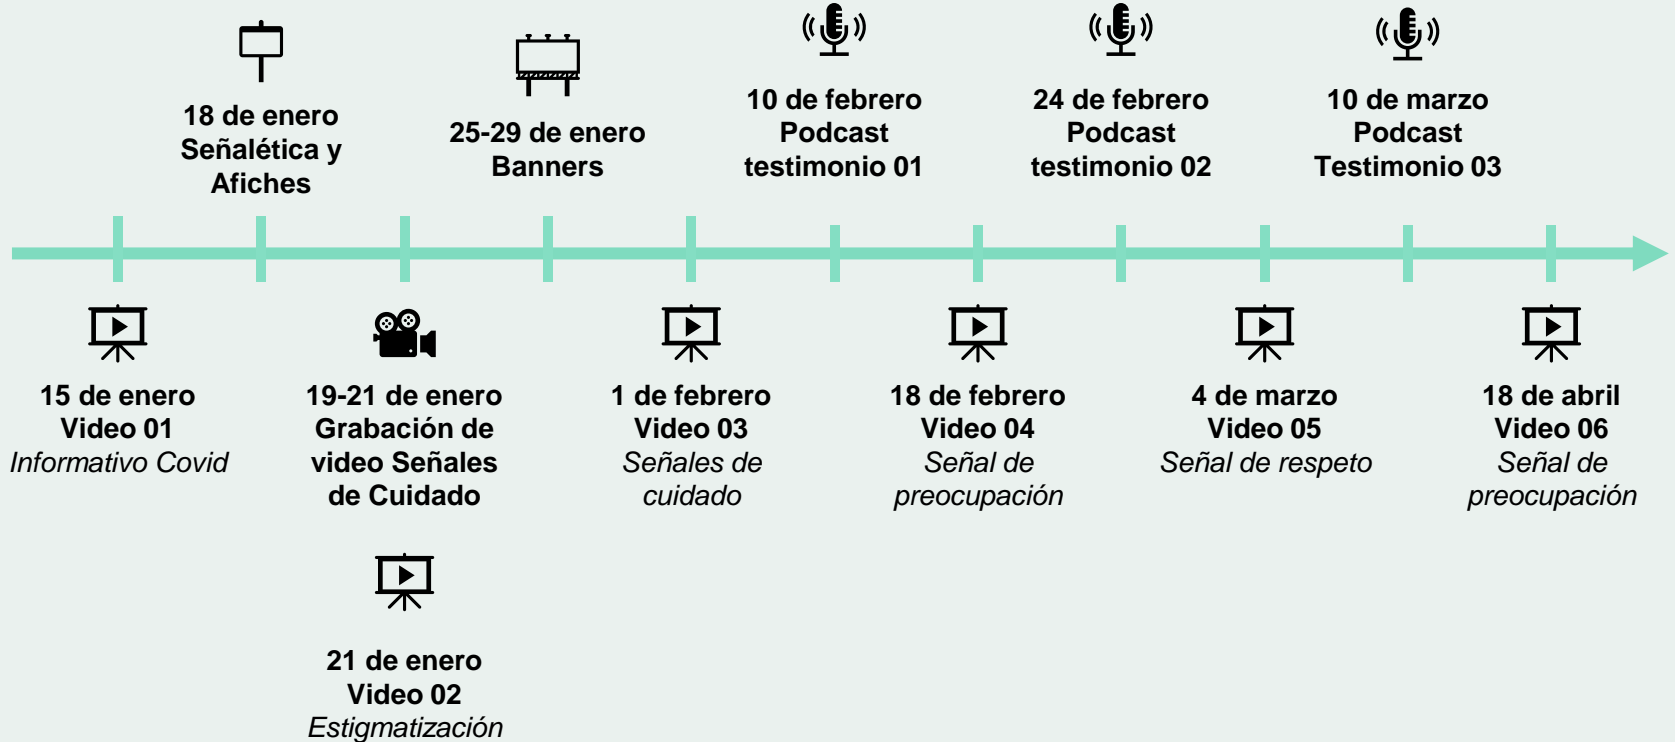 18 de enero
Señalética y
Afiches
25-29 de enero
Banners
10 de febrero
Podcast
testimonio 01
24 de febrero
Podcast
testimonio 02
10 de marzo
Podcast
Testimonio 03
15 de enero
Video 01
Informativo Covid
19-21 de enero
Grabación de
video Señales
de Cuidado
21 de enero
Video 02
Estigmatización
1 de febrero
Video 03
Señales de
cuidado
18 de febrero
Video 04
Señal de
preocupación
4 de marzo
Video 05
Señal de respeto
18 de abril
Video 06
Señal de
preocupación